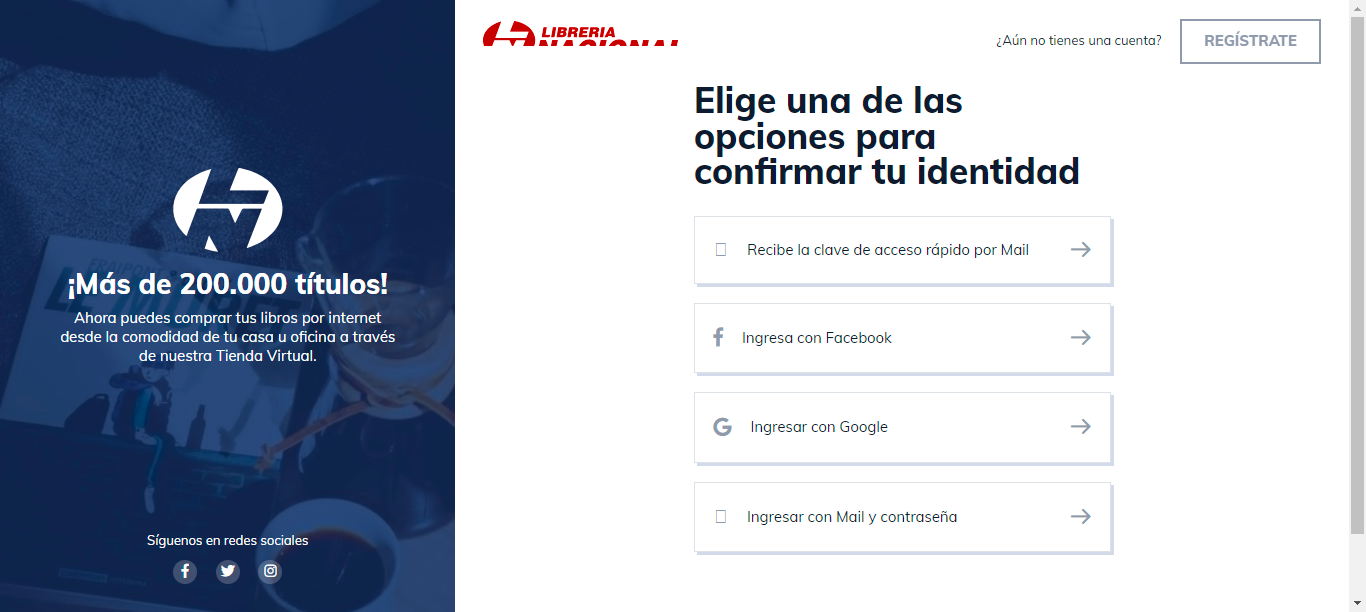 ¡Más de 200.000 títulos!
Ahora puedes comprar tus libros por internet
desde la comodidad de tu casa u oficina a través
de nuestra Tienda Virtual.
Síguenos en redes sociales
LIBRERIA
NACIONAL
¿Aún no tienes una cuenta?
REGÍSTRATE
Elige una de las
opciones para
confirmar tu identidad
Recibe la clave de acceso rápido por Mail
Ingresa con Facebook
Ingresar con Google
Ingresar con Mail y contraseña